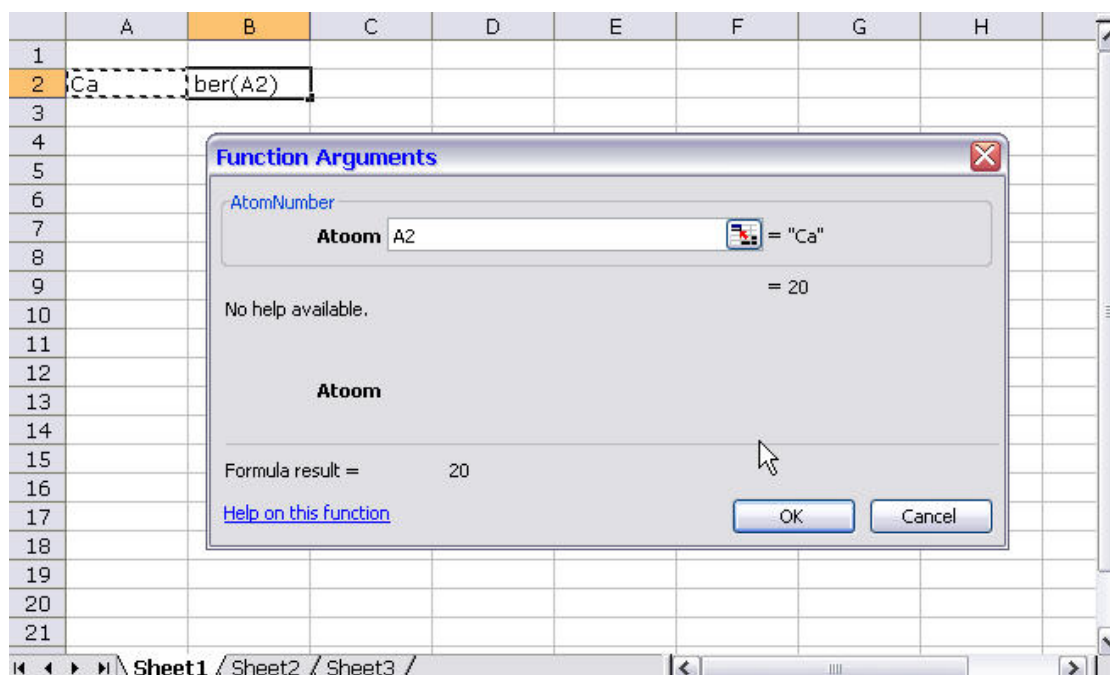 A B C D E F G H
1
2 Ca ber(A2)
3
4
Function Arguments
5
6 AtomNumber
7 Atoom A2 = "Ca"
8
9 = 20
10 No help available.
11
12
13 Atoom
14
15 Formula result = 20
16
17 Help on this function OK Cancel
18
19
20
21
Sheet1 / Sheet2 / Sheet3 /